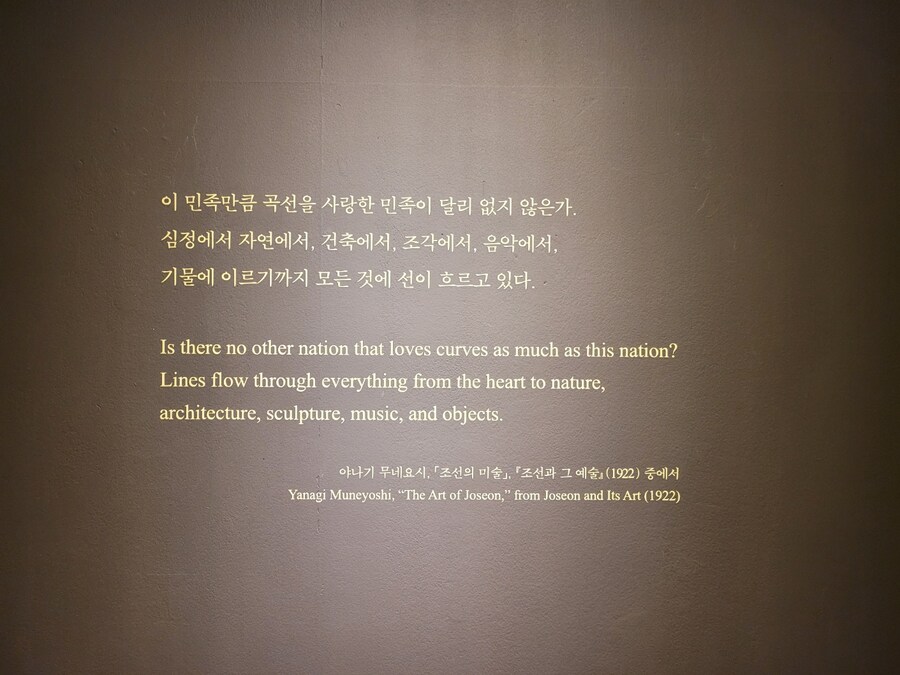 이 민족만큼 곡선을 사랑한 민족이 달리 없지 않은가.
심정에서 자연에서, 건축에서, 조각에서, 음악에서,
기물에 이르기까지 모든 것에 선이 흐르고 있다.
Is there no other nation that loves curves as much as this nation?
Lines flow through everything from the heart to nature,
architecture, sculpture, music, and objects.
야나기 무네요시, 「조선의 미술」, 『조선과 그 예술』(1922) 중에서
Yanagi Muneyoshi, “The Art of Joseon,” from Joseon and Its Art (1922)